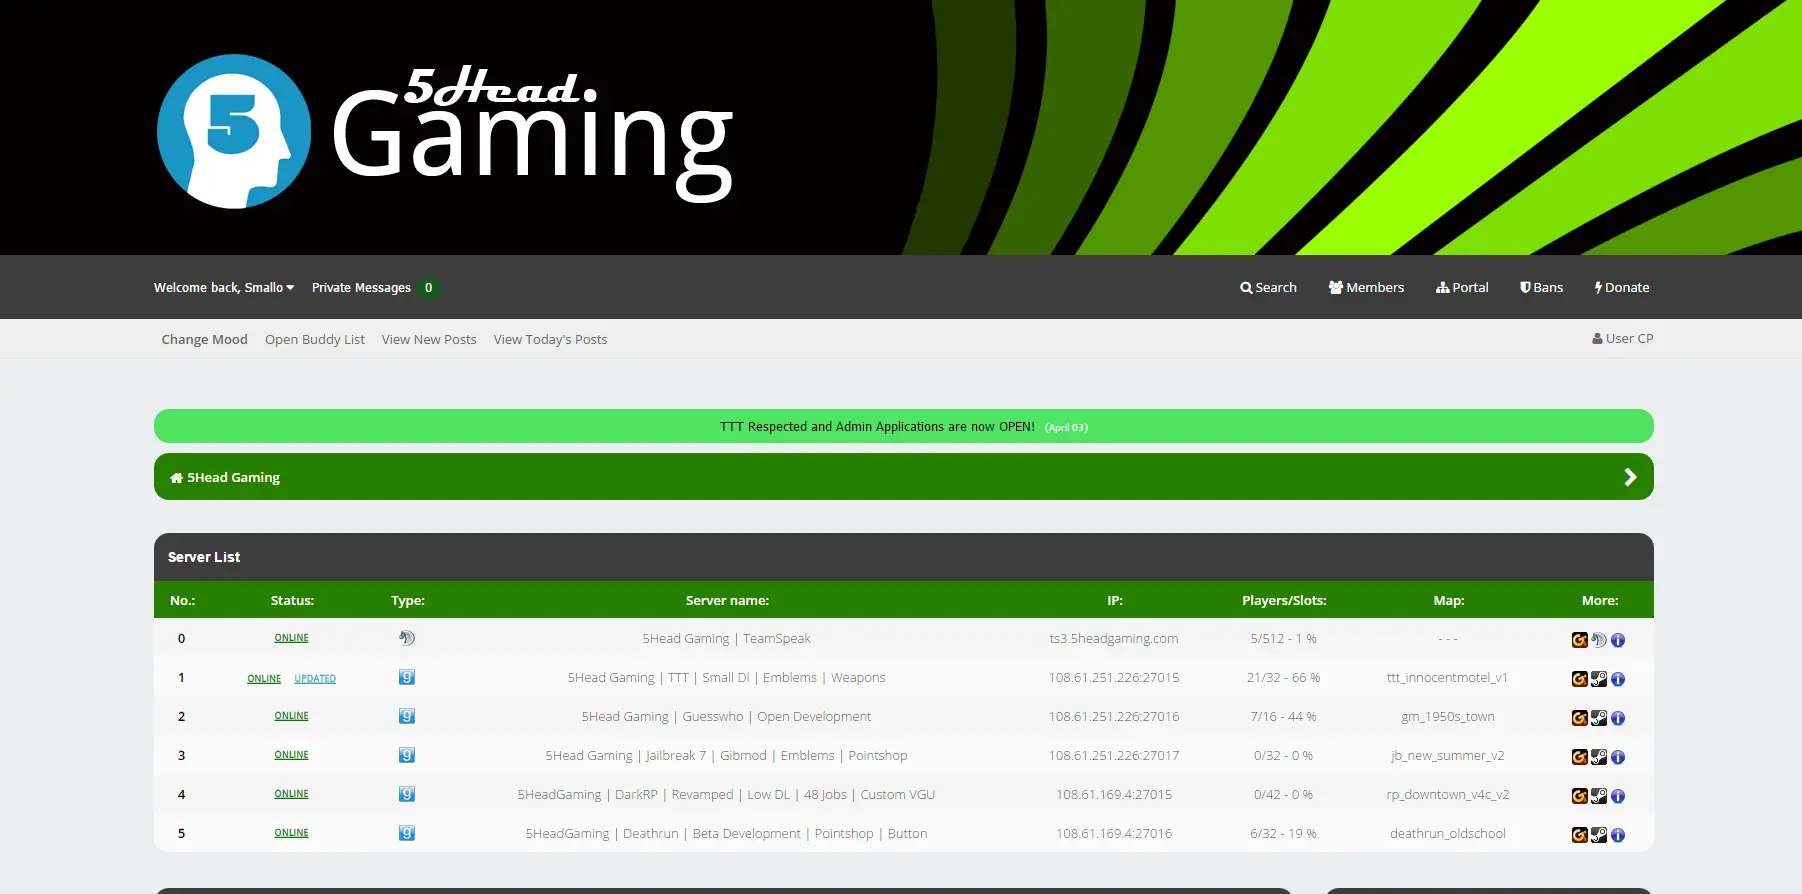 5
5Head
Gaming
Welcome back, Smallo Private Messages 0 Search Members Portal Bans Donate
Change Mood Open Buddy List View New Posts View Today's Posts User CP
TTT Respected and Admin Applications are now OPEN! (April 03)
5Head Gaming
Server List
No.: Status: Type: Server name: IP: Players/Slots: Map: More:
0 ONLINE 5Head Gaming | TeamSpeak ts3.5headgaming.com 5/512 - 1 % - - -
1 ONLINE UPDATED g 5Head Gaming | TTT | Small Dl | Emblems | Weapons 108.61.251.226:27015 21/32 - 66 % ttt_innocentmotel_v1
2 ONLINE g 5Head Gaming | Guesswho | Open Development 108.61.251.226:27016 7/16 - 44 % gm_1950s_town
3 ONLINE g 5Head Gaming | Jailbreak 7 | Gibmod | Emblems | Pointshop 108.61.251.226:27017 0/32 - 0 % jb_new_summer_v2
4 ONLINE g 5HeadGaming | DarkRP | Revamped | Low DL | 48 Jobs | Custom VGU 108.61.169.4:27015 0/42 - 0 % rp_downtown_v4c_v2
5 ONLINE g 5HeadGaming | Deathrun | Beta Development | Pointshop | Button 108.61.169.4:27016 6/32 - 19 % deathrun_oldschool